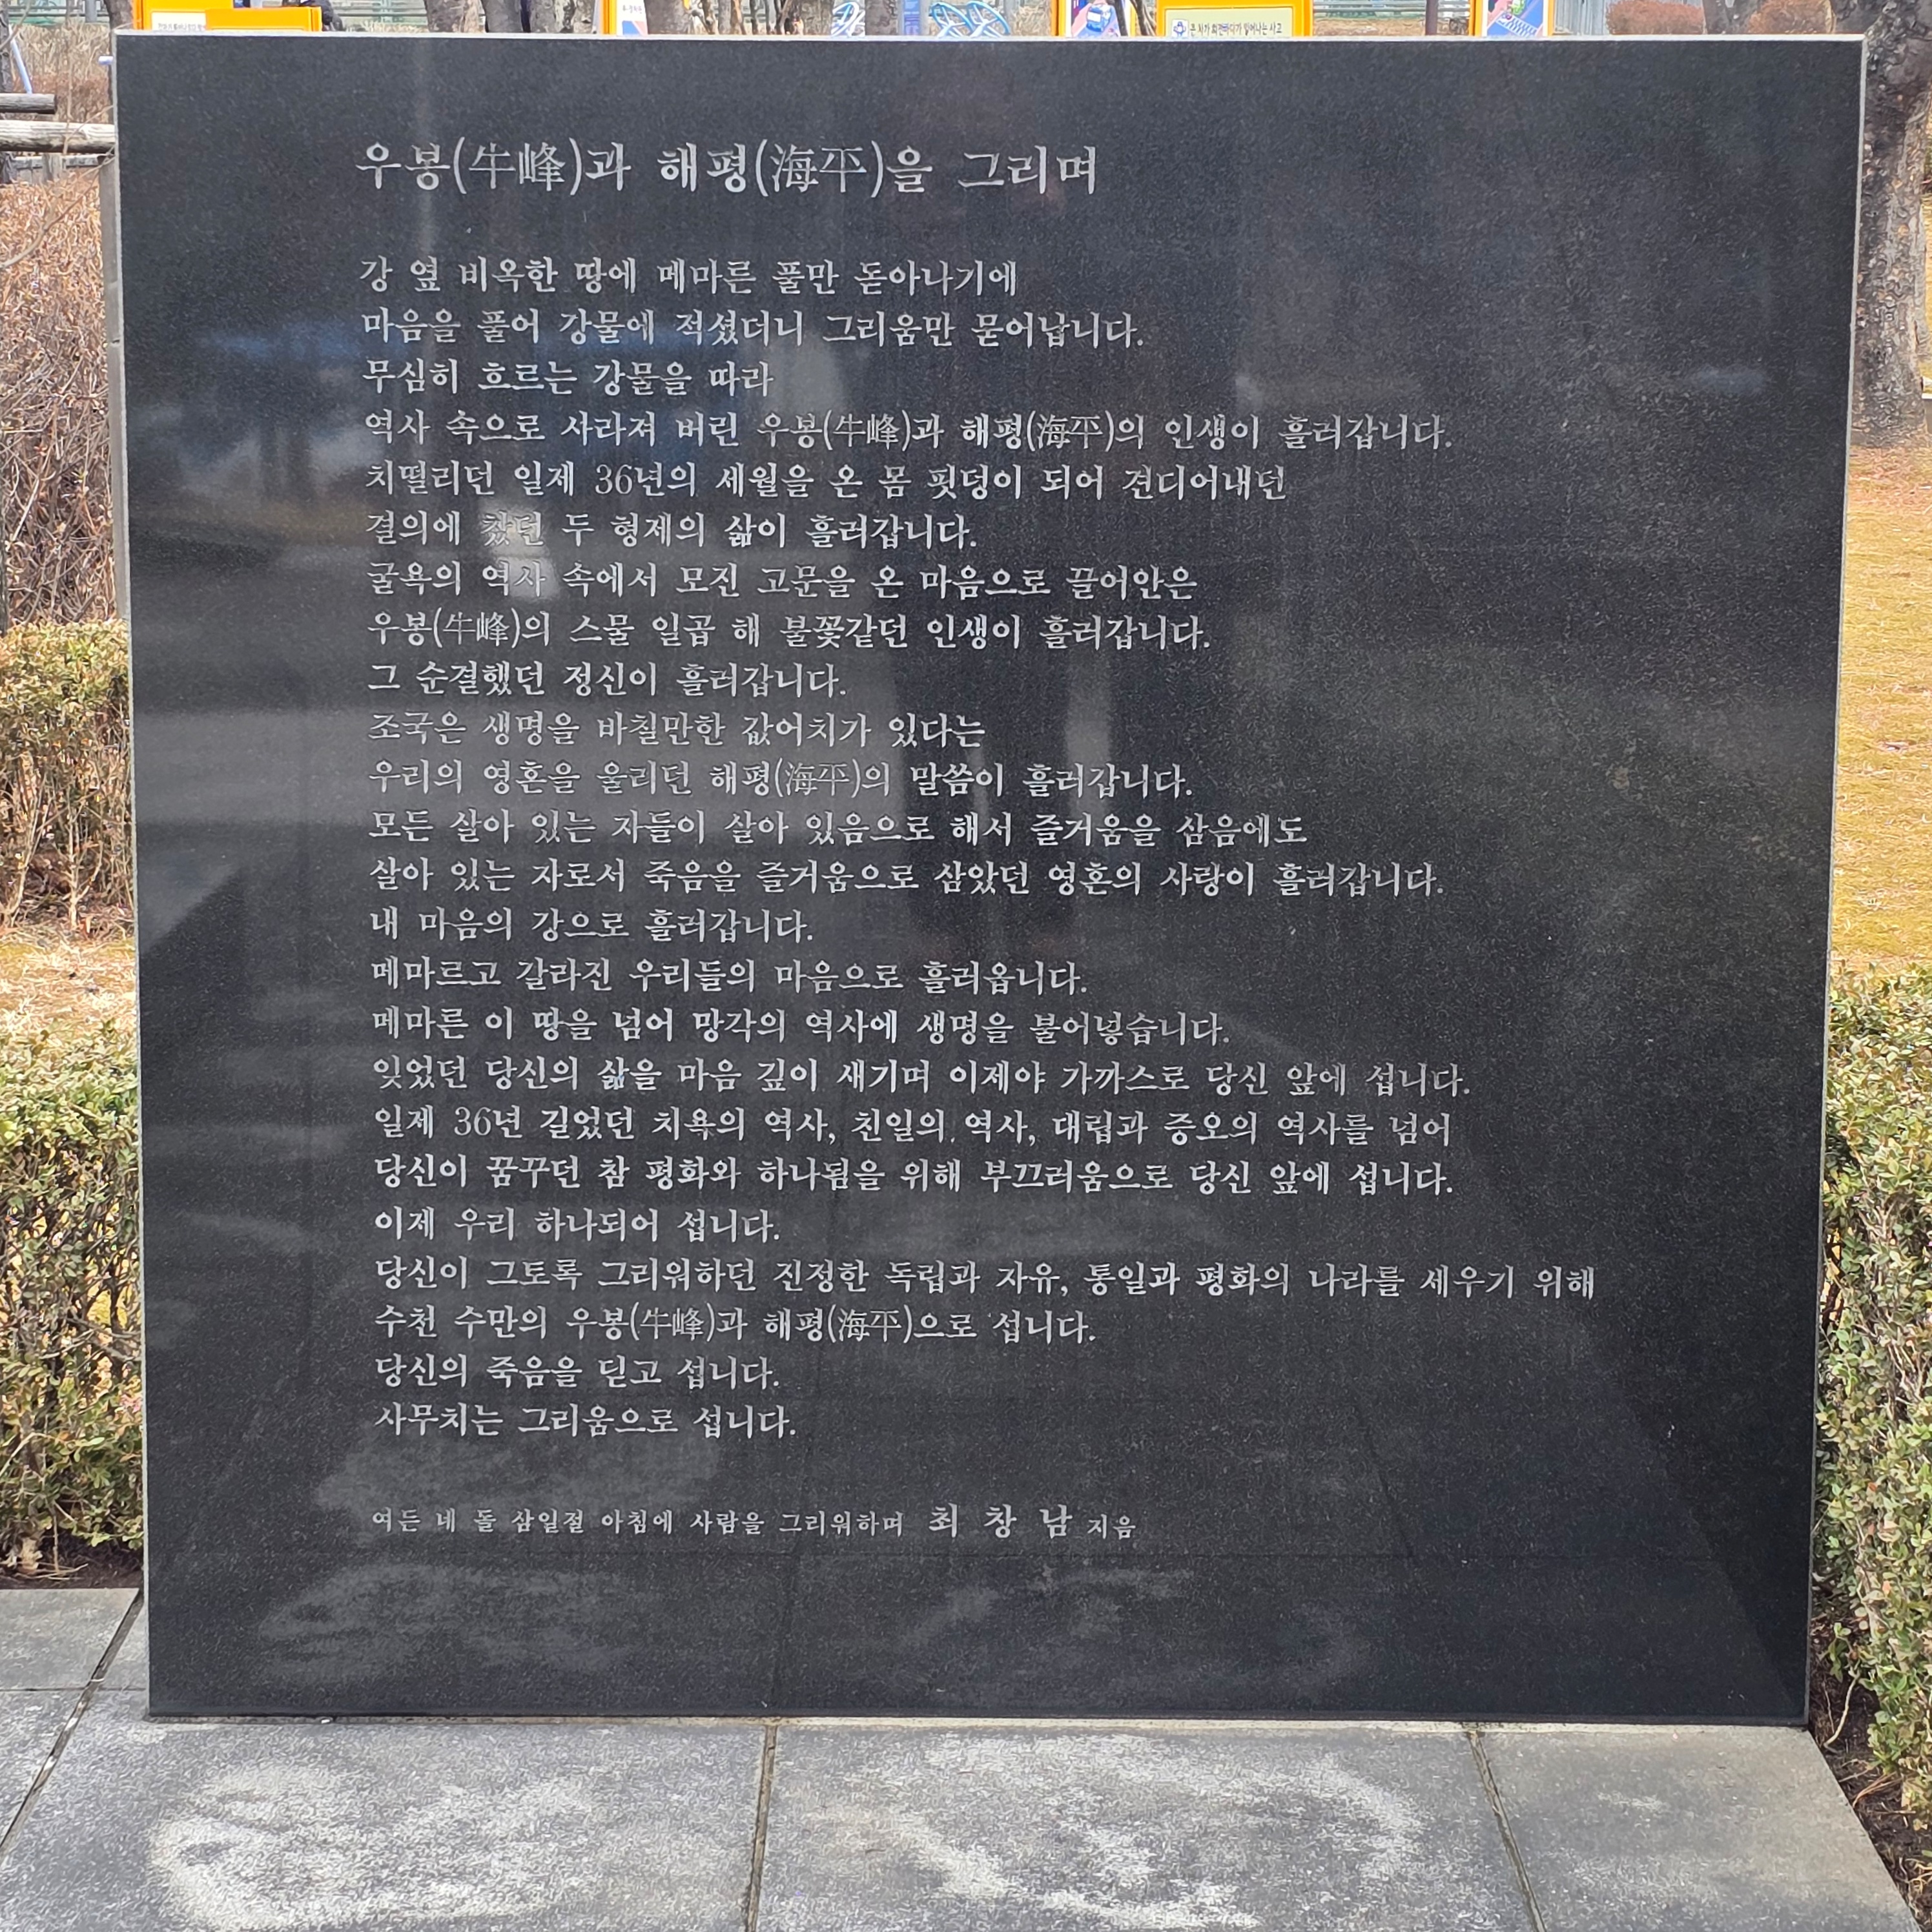 큰 차가 회전하다가 일어나는 사고
우봉(牛峰)과 해평(海平)을 그리며
강 옆 비옥한 땅에 메마른 풀만 돋아나기에
마음을 풀어 강물에 적셨더니 그리움만 묻어납니다.
무심히 흐르는 강물을 따라
역사 속으로 사라져 버린 우봉(牛峰)과 해평(海平)의 인생이 흘러갑니다.
치떨리던 일제 36년의 세월을 온 몸 핏덩이 되어 견디어내던
결의에 찼던 두 형제의 삶이 흘러갑니다.
굴욕의 역사 속에서 모진 고문을 온 마음으로 끌어안은
우봉(牛峰)의 스물 일곱 해 불꽃같던 인생이 흘러갑니다.
그 순결했던 정신이 흘러갑니다.
조국은 생명을 바칠만한 값어치가 있다는
우리의 영혼을 울리던 해평(海平)의 말씀이 흘러갑니다.
모든 살아 있는 자들이 살아 있음으로 해서 즐거움을 삼음에도
살아 있는 자로서 죽음을 즐거움으로 삼았던 영혼의 사랑이 흘러갑니다.
내 마음의 강으로 흘러갑니다.
메마르고 갈라진 우리들의 마음으로 흘러옵니다.
메마른 이 땅을 넘어 망각의 역사에 생명을 불어넣습니다.
잊었던 당신의 삶을 마음 깊이 새기며 이제야 가까스로 당신 앞에 섭니다.
일제 36년 길었던 치욕의 역사, 친일의 역사, 대립과 증오의 역사를 넘어
당신이 꿈꾸던 참 평화와 하나됨을 위해 부끄러움으로 당신 앞에 섭니다.
이제 우리 하나되어 섭니다.
당신이 그토록 그리워하던 진정한 독립과 자유, 통일과 평화의 나라를 세우기 위해
수천 수만의 우봉(牛峰)과 해평(海平)으로 섭니다.
당신의 죽음을 딛고 섭니다.
사무치는 그리움으로 섭니다.
여든 네 돌 삼일절 아침에 사람을 그리워하며 최 창 남 지음